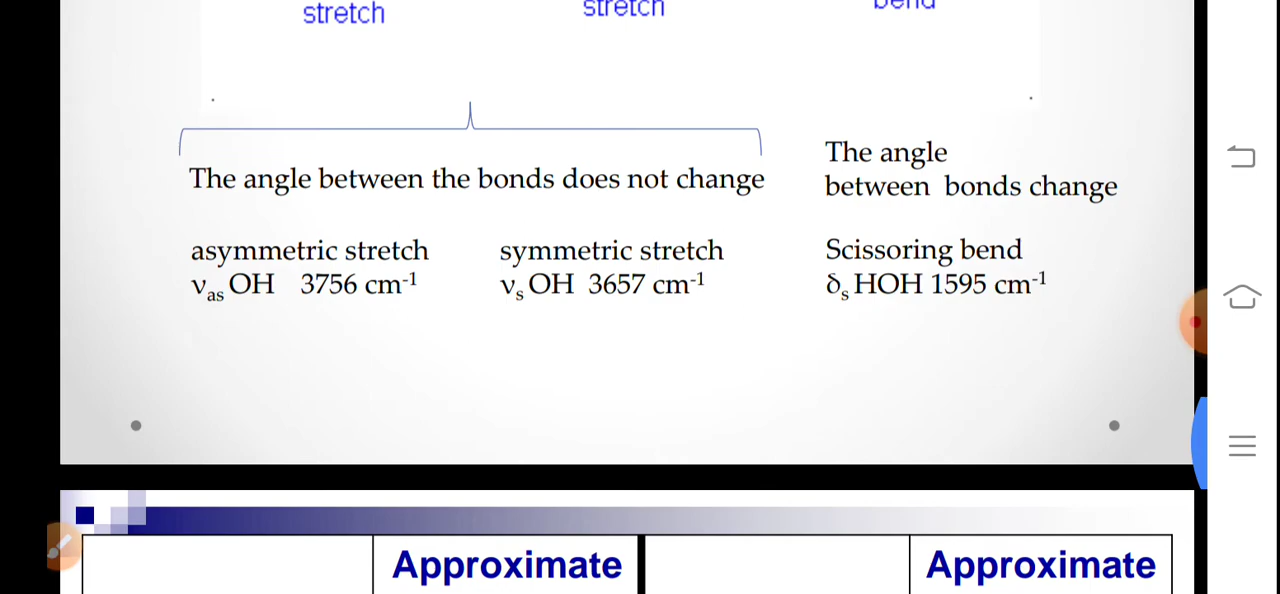 stretch
stretch
bend
The angle between the bonds does not change
The angle
between bonds change
asymmetric stretch
νas OH 3756 cm-1
symmetric stretch
νs OH 3657 cm-1
Scissoring bend
δs HOH 1595 cm-1
Approximate
Approximate